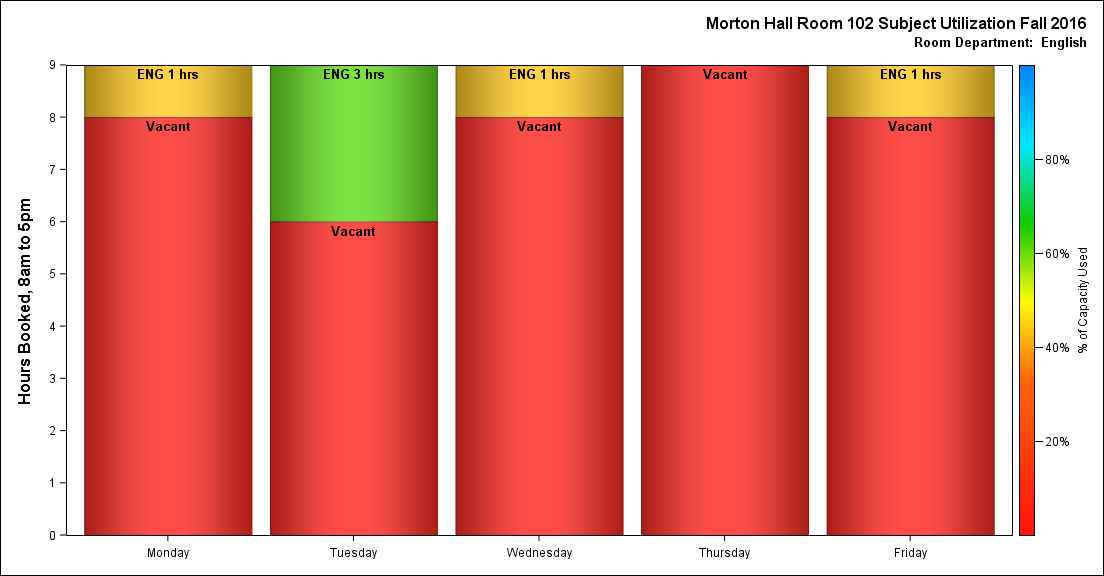 Morton Hall Room 102 Subject Utilization Fall 2016
Room Department: English
Hours Booked, 8am to 5pm
9
8
7
6
5
4
3
2
1
0
ENG 1 hrs
Vacant
ENG 3 hrs
Vacant
ENG 1 hrs
Vacant
Vacant
ENG 1 hrs
Vacant
Monday
Tuesday
Wednesday
Thursday
Friday
80%
60%
40%
20%
% of Capacity Used